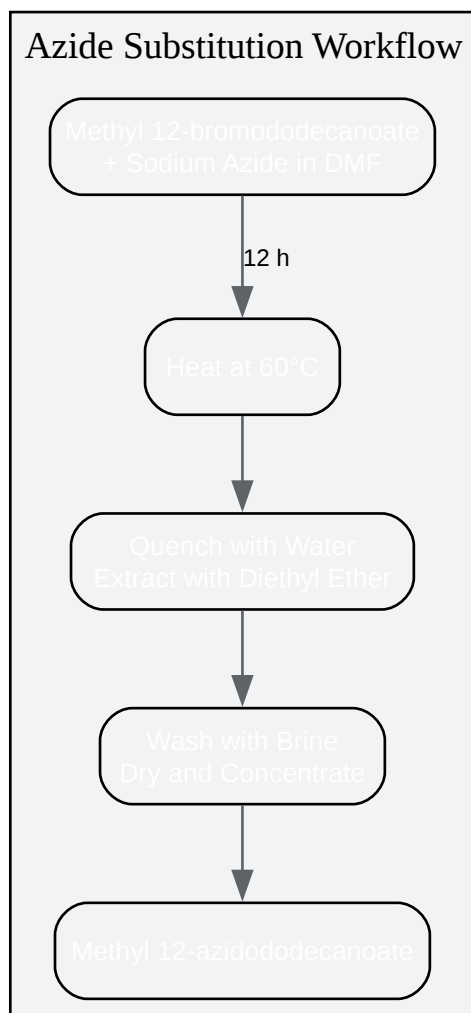 Azide Substitution Workflow
Methyl 12-bromododecanoate
+ Sodium Azide in DMF
12 h
Heat at 60°C
Quench with Water
Extract with Diethyl Ether
Wash with Brine
Dry and Concentrate
Methyl 12-azidododecanoate